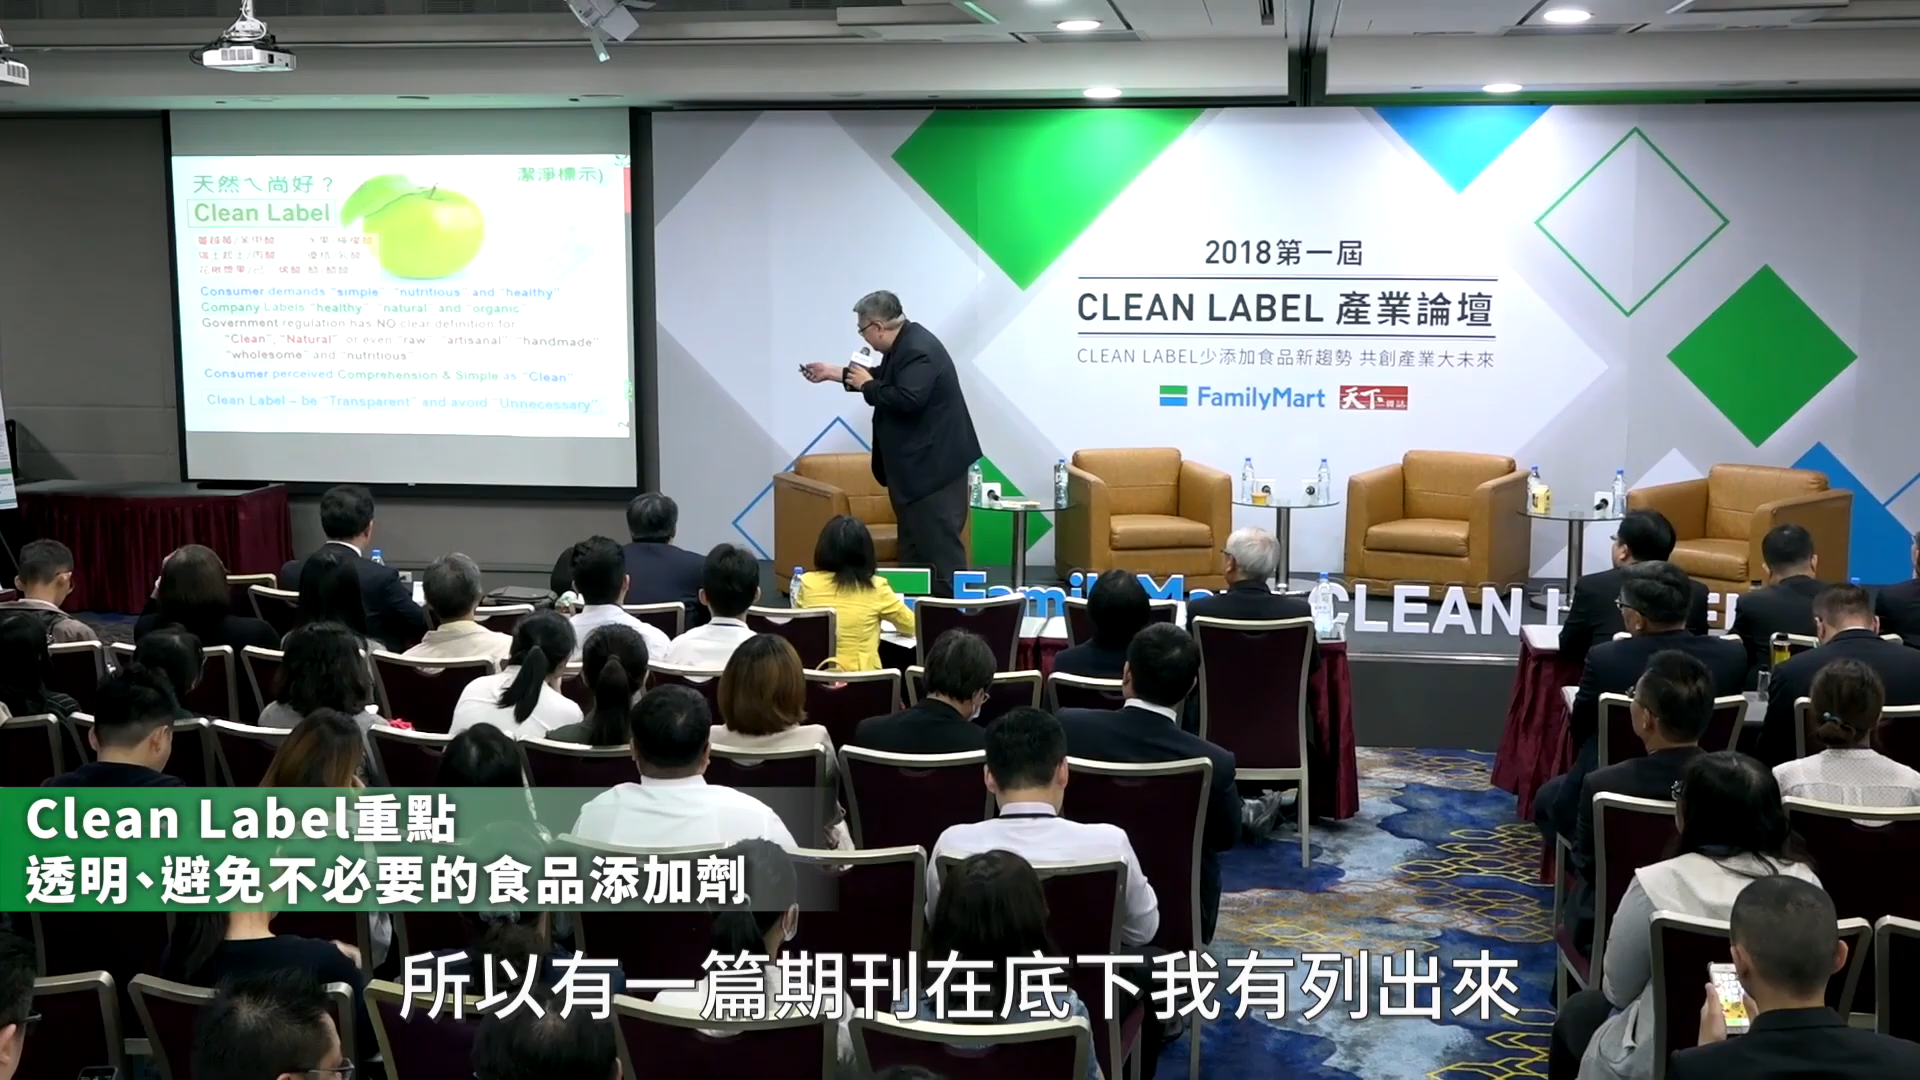 天然ㄟ尚好？
潔淨標示)
Clean Label
Consumer demands “simple” “nutritious” and “healthy”
Company Labels “healthy” “natural” and “organic”
Government regulation has NO clear definition for
“Clean”, “Natural” or even “raw” “artisanal” “handmade”
“wholesome” and “nutritious”
Consumer perceived Comprehension & Simple as “Clean”
Clean Label – be “Transparent” and avoid “Unnecessary”
2018第一屆
CLEAN LABEL 產業論壇
CLEAN LABEL少添加食品新趨勢 共創產業大未來
FamilyMart 天下雜誌
CLEAN
Clean Label重點
透明、避免不必要的食品添加劑
所以有一篇期刊在底下我有列出來